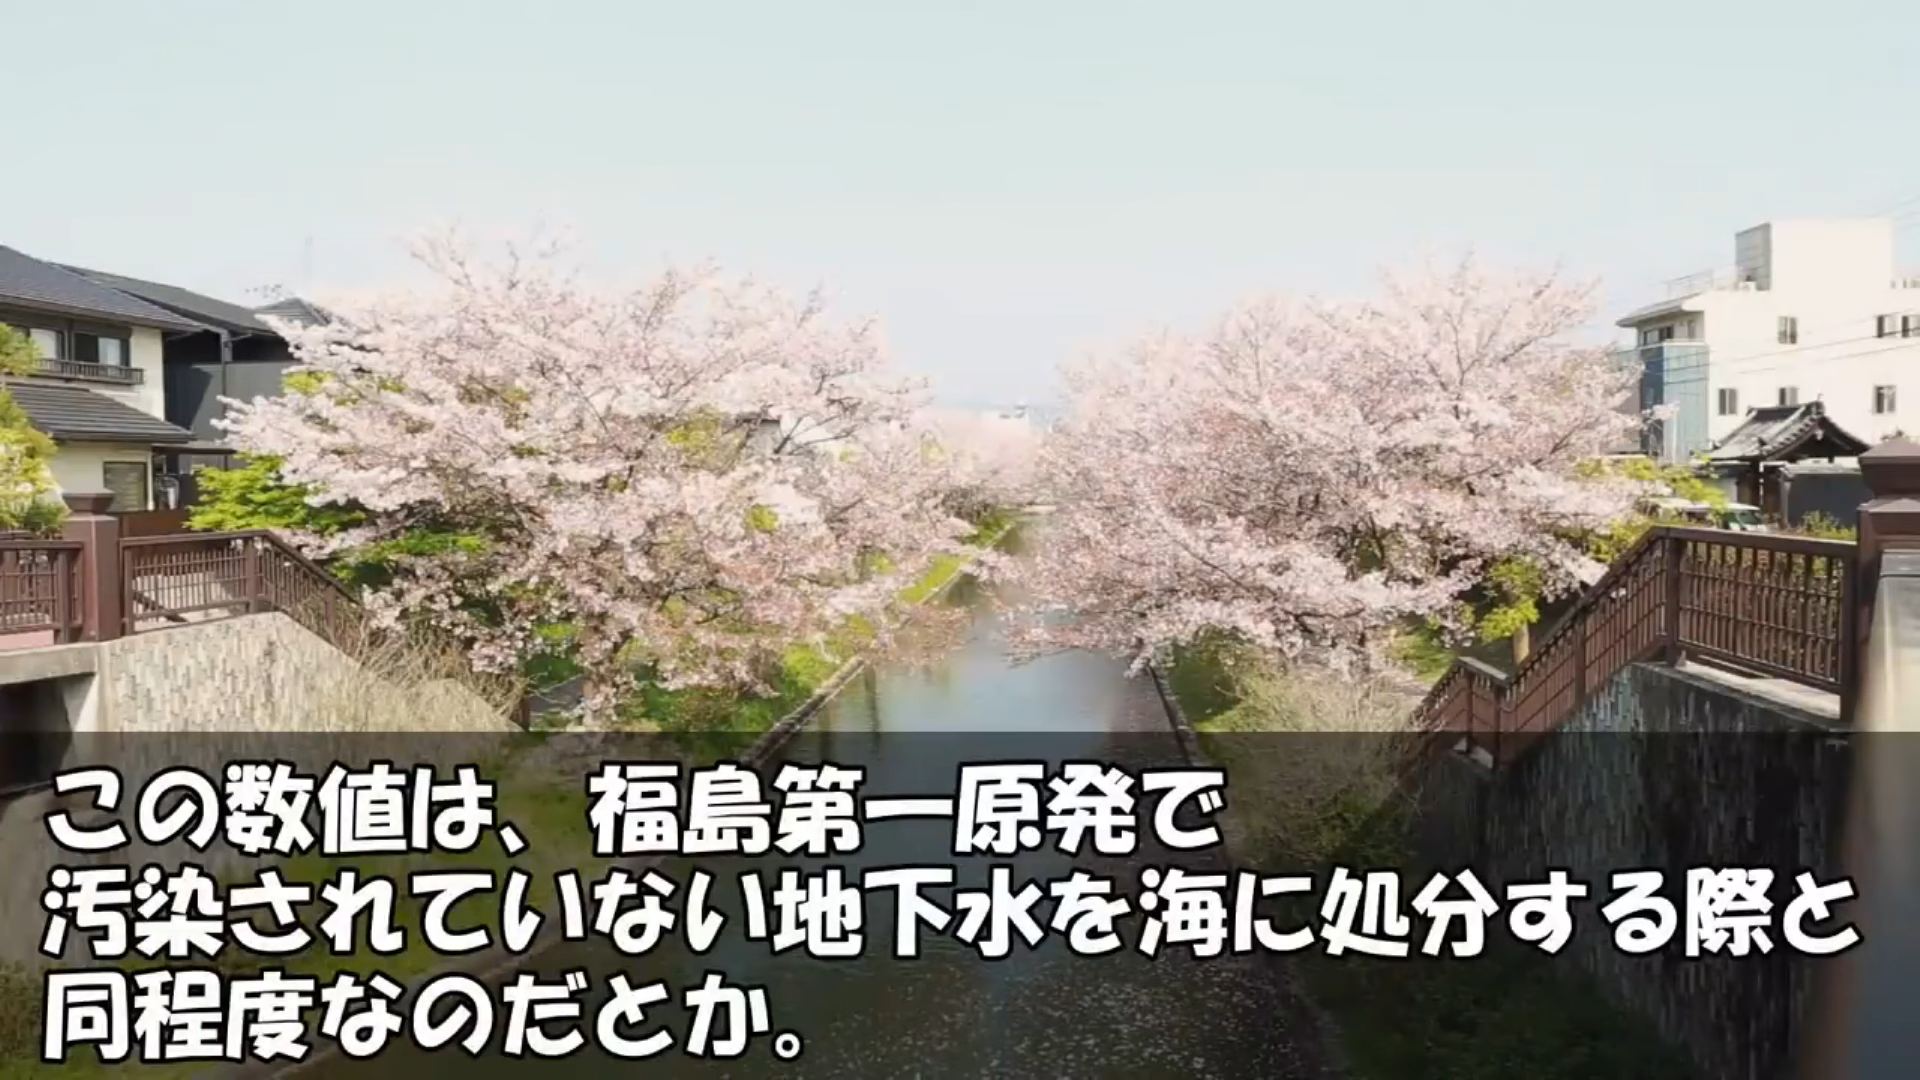 この数値は、福島第一原発で
汚染されていない地下水を海に処分する際と
同程度なのだとか。